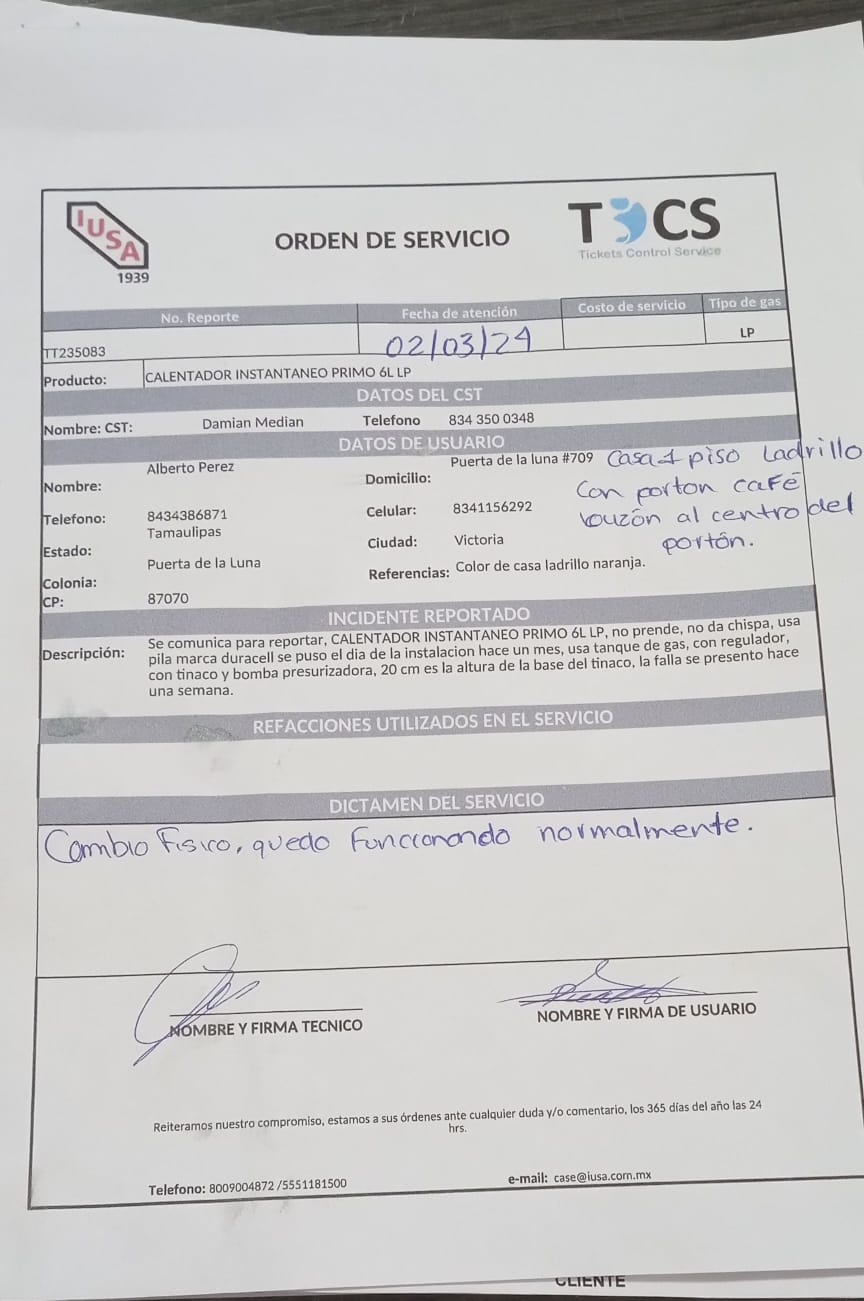 IUSA
1939
ORDEN DE SERVICIO
TCS
Tickets Control Service
No. Reporte
Fecha de atención
Costo de servicio
Tipo de gas
TT235083
02/03/24
LP
Producto: CALENTADOR INSTANTANEO PRIMO 6L LP
DATOS DEL CST
Nombre: CST: Damian Median Telefono 834 350 0348
DATOS DE USUARIO
Nombre: Alberto Perez
Domicilio: Puerta de la luna #709
Casa 1 piso Ladrillo
Con porton café
buzón al centro del
portón.
Telefono: 8434386871
Celular: 8341156292
Estado: Tamaulipas
Ciudad: Victoria
Colonia: Puerta de la Luna
Referencias: Color de casa ladrillo naranja.
CP: 87070
INCIDENTE REPORTADO
Descripción: Se comunica para reportar, CALENTADOR INSTANTANEO PRIMO 6L LP, no prende, no da chispa, usa
pila marca duracell se puso el dia de la instalacion hace un mes, usa tanque de gas, con regulador,
con tinaco y bomba presurizadora, 20 cm es la altura de la base del tinaco, la falla se presento hace
una semana.
REFACCIONES UTILIZADOS EN EL SERVICIO
DICTAMEN DEL SERVICIO
Cambio Fisico, quedo Funcionando normalmente.
NOMBRE Y FIRMA TECNICO
NOMBRE Y FIRMA DE USUARIO
Reiteramos nuestro compromiso, estamos a sus órdenes ante cualquier duda y/o comentario, los 365 días del año las 24
hrs.
Telefono: 8009004872 /5551181500
e-mail: case@iusa.com.mx
CLIENTE